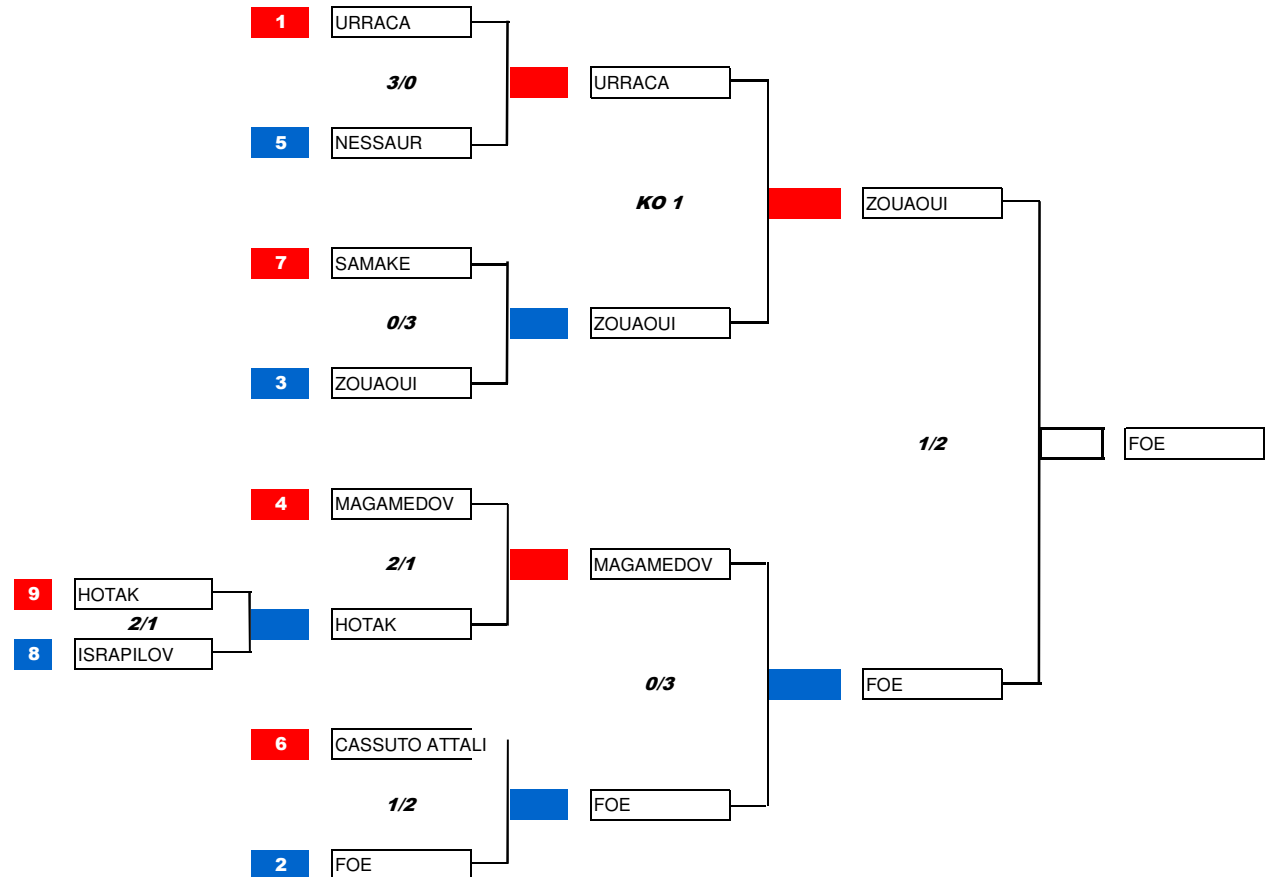 1 URRACA
3/0 URRACA
5 NESSAUR
KO 1 ZOUAOUI
7 SAMAKE
0/3 ZOUAOUI
3 ZOUAOUI
1/2 FOE
4 MAGAMEDOV
2/1 MAGAMEDOV
9 HOTAK
2/1 HOTAK
8 ISRAPILOV
0/3 FOE
6 CASSUTO ATTALI
1/2 FOE
2 FOE